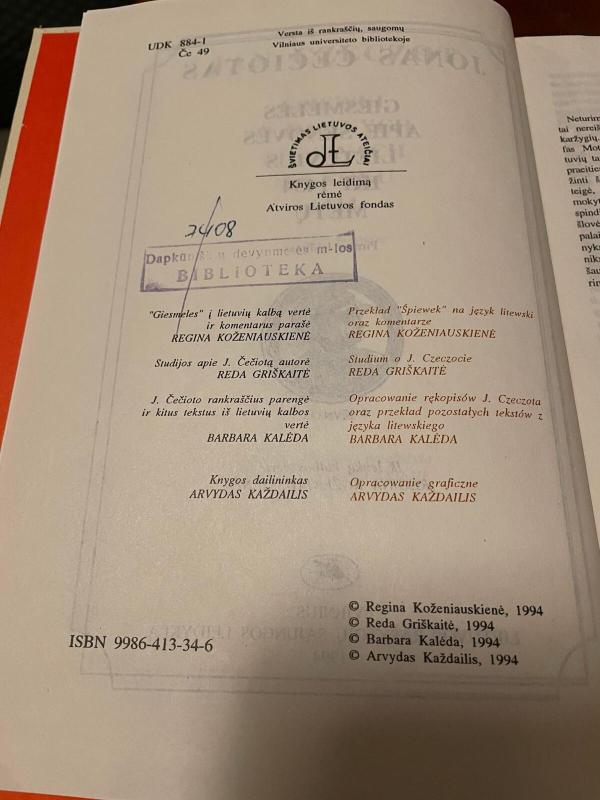 UDK 884-1
Če 49
Versta iš rankraščių, saugomų
Vilniaus universiteto bibliotekoje
ŠVIETIMAS LIETUVOS ATEIČIAI
Knygos leidimą
rėmė
Atviros Lietuvos fondas
7408
BIBLIOTEKA
"Giesmeles" į lietuvių kalbą vertė
ir komentarus parašė
REGINA KOŽENIAUSKIENĖ
Studijos apie J. Čečiotą autorė
REDA GRIŠKAITĖ
J. Čečioto rankraščius parengė
ir kitus tekstus iš lietuvių kalbos
vertė
BARBARA KALĖDA
Knygos dailininkas
ARVYDAS KAŽDAILIS
Przekład "Śpiewek" na język litewski
oraz komentarze
REGINA KOŽENIAUSKIENĖ
Studium o J. Czeczocie
REDA GRIŠKAITĖ
Opracowanie rękopisów J. Czeczota
oraz przekład pozostałych tekstów z
języka litewskiego
BARBARA KALĖDA
Opracowanie graficzne
ARVYDAS KAŽDAILIS
ISBN 9986-413-34-6
© Regina Koženiauskienė, 1994
© Reda Griškaitė, 1994
© Barbara Kalėda, 1994
© Arvydas Každailis, 1994